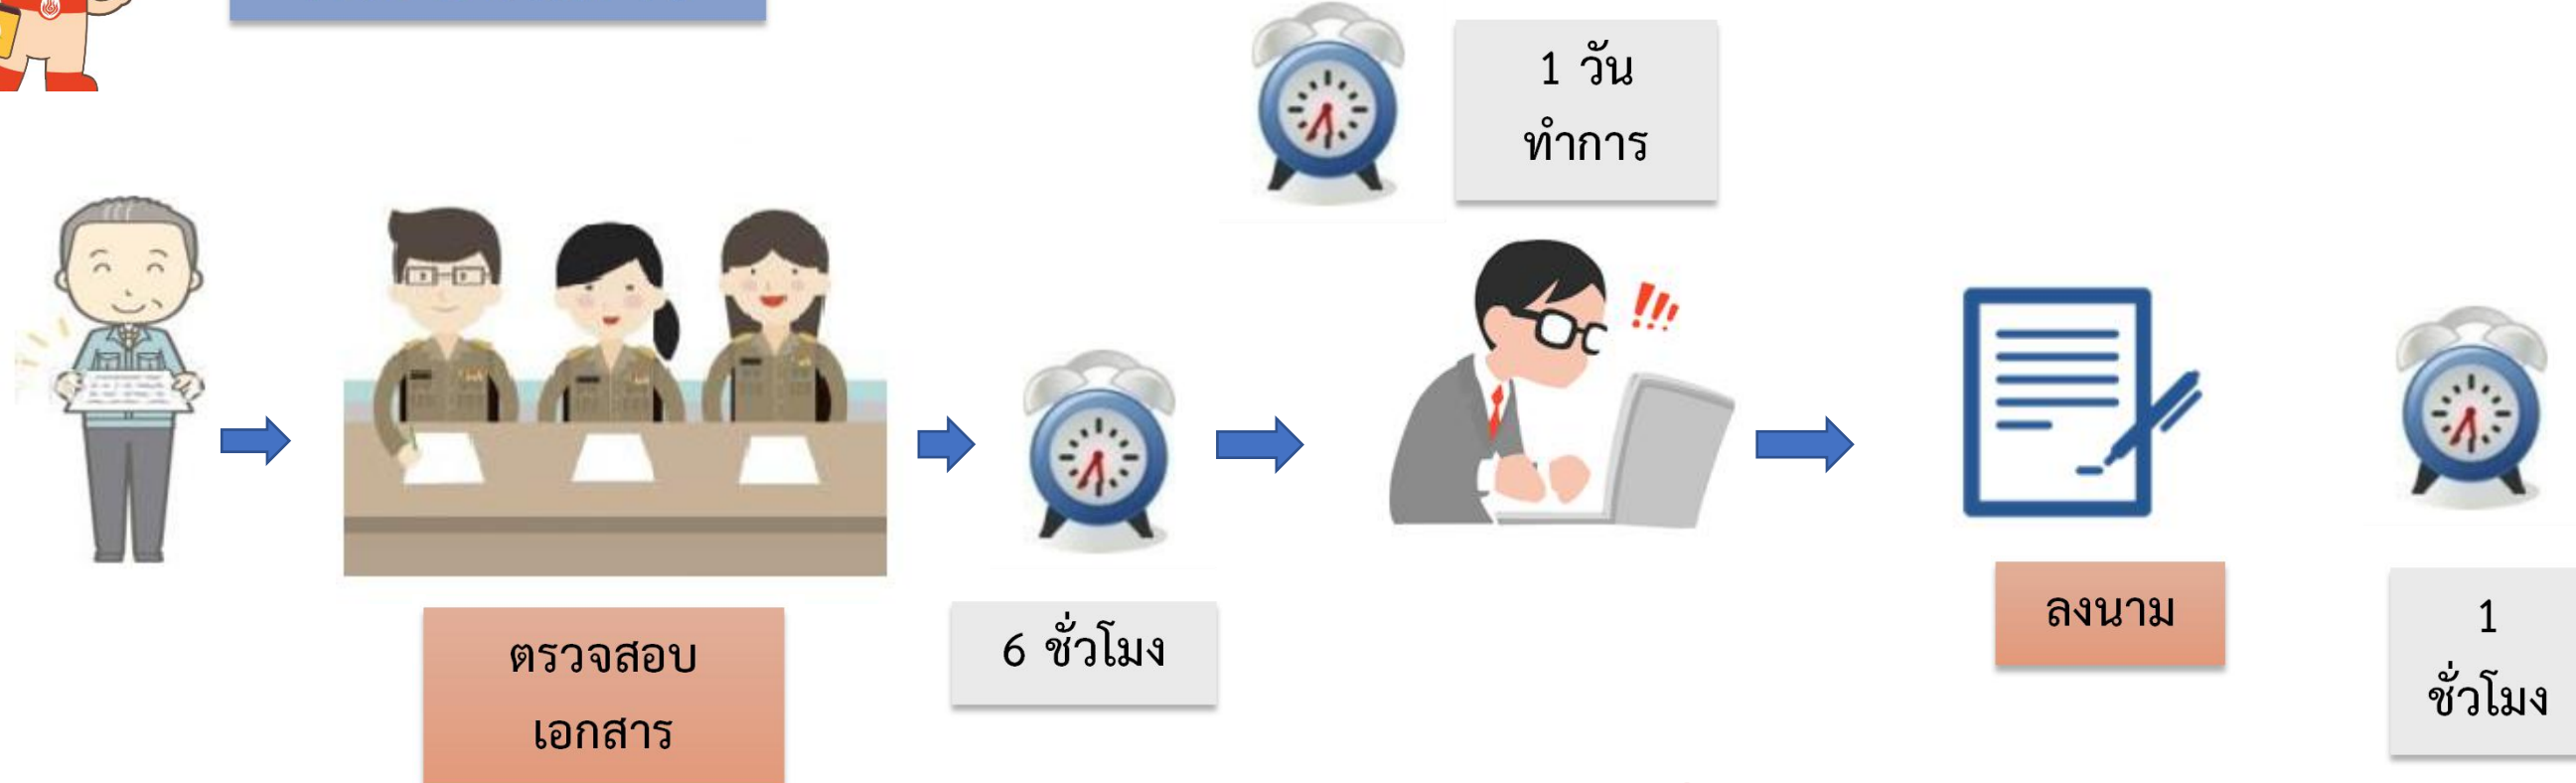 1 วัน
ทำการ
ตรวจสอบ
เอกสาร
6 ชั่วโมง
ลงนาม
1
ชั่วโมง